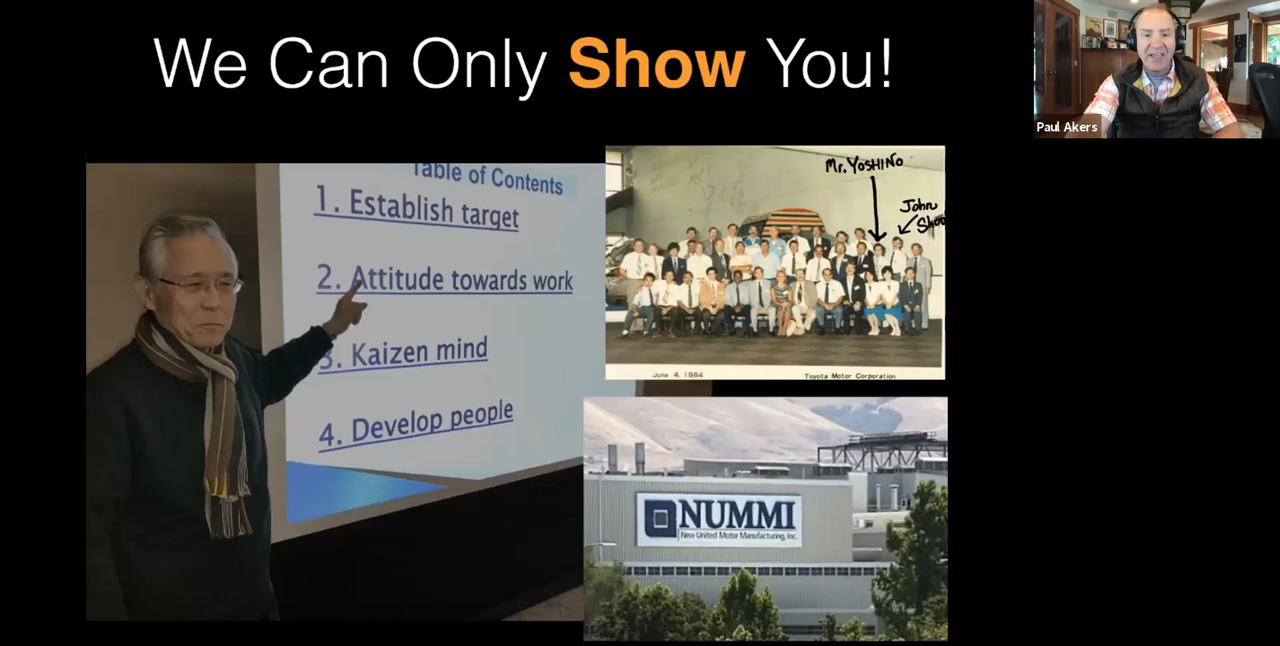 We Can Only Show You!
Paul Akers
Table of Contents
1. Establish target
2. Attitude towards work
3. Kaizen mind
4. Develop people
Mr. YOSHINO
John
June 4, 1984
Toyota Motor Corporation
NUMMI
New United Motor Manufacturing, Inc.